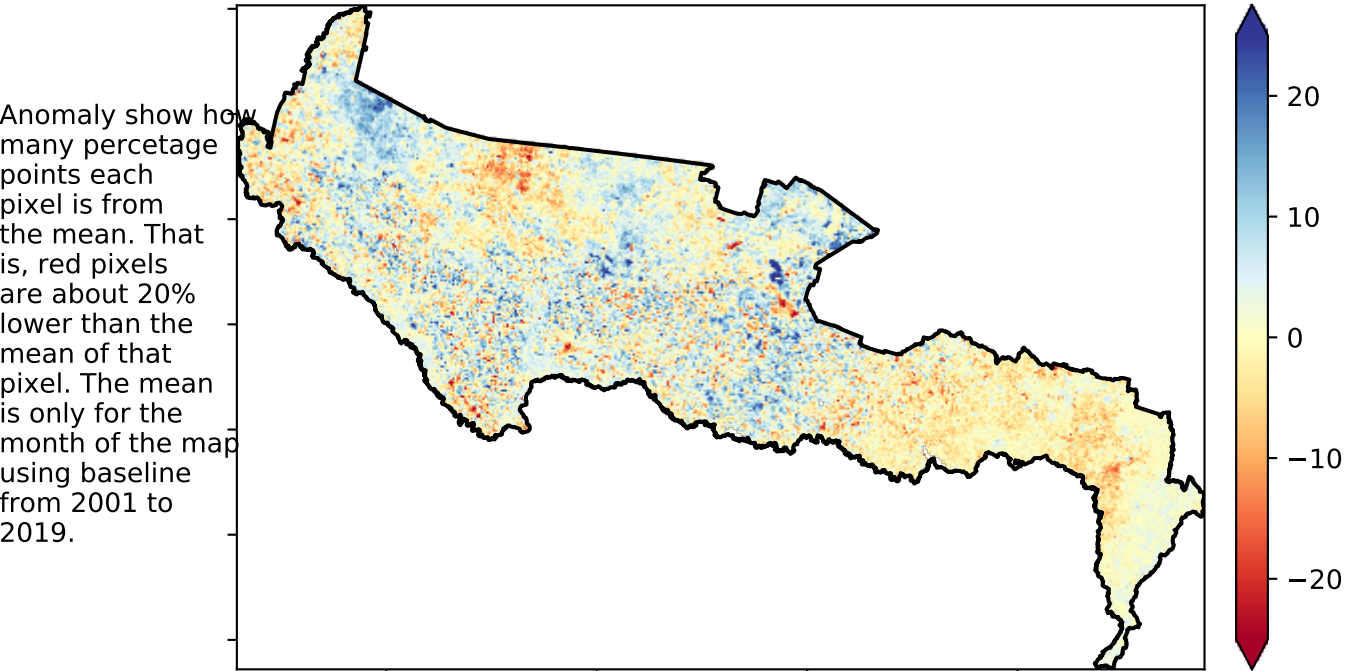 Anomaly show how
many percetage
points each
pixel is from
the mean. That
is, red pixels
are about 20%
lower than the
mean of that
pixel. The mean
is only for the
month of the map
using baseline
from 2001 to
2019.
20
10
0
−10
−20